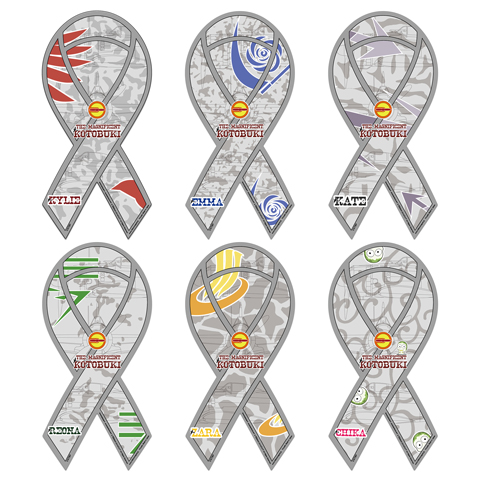 THE MAGNIFICENT
KOTOBUKI
KYLIE
THE MAGNIFICENT
KOTOBUKI
EMMA
THE MAGNIFICENT
KOTOBUKI
KATE
THE MAGNIFICENT
KOTOBUKI
REONA
THE MAGNIFICENT
KOTOBUKI
ZARA
THE MAGNIFICENT
KOTOBUKI
CHIKA